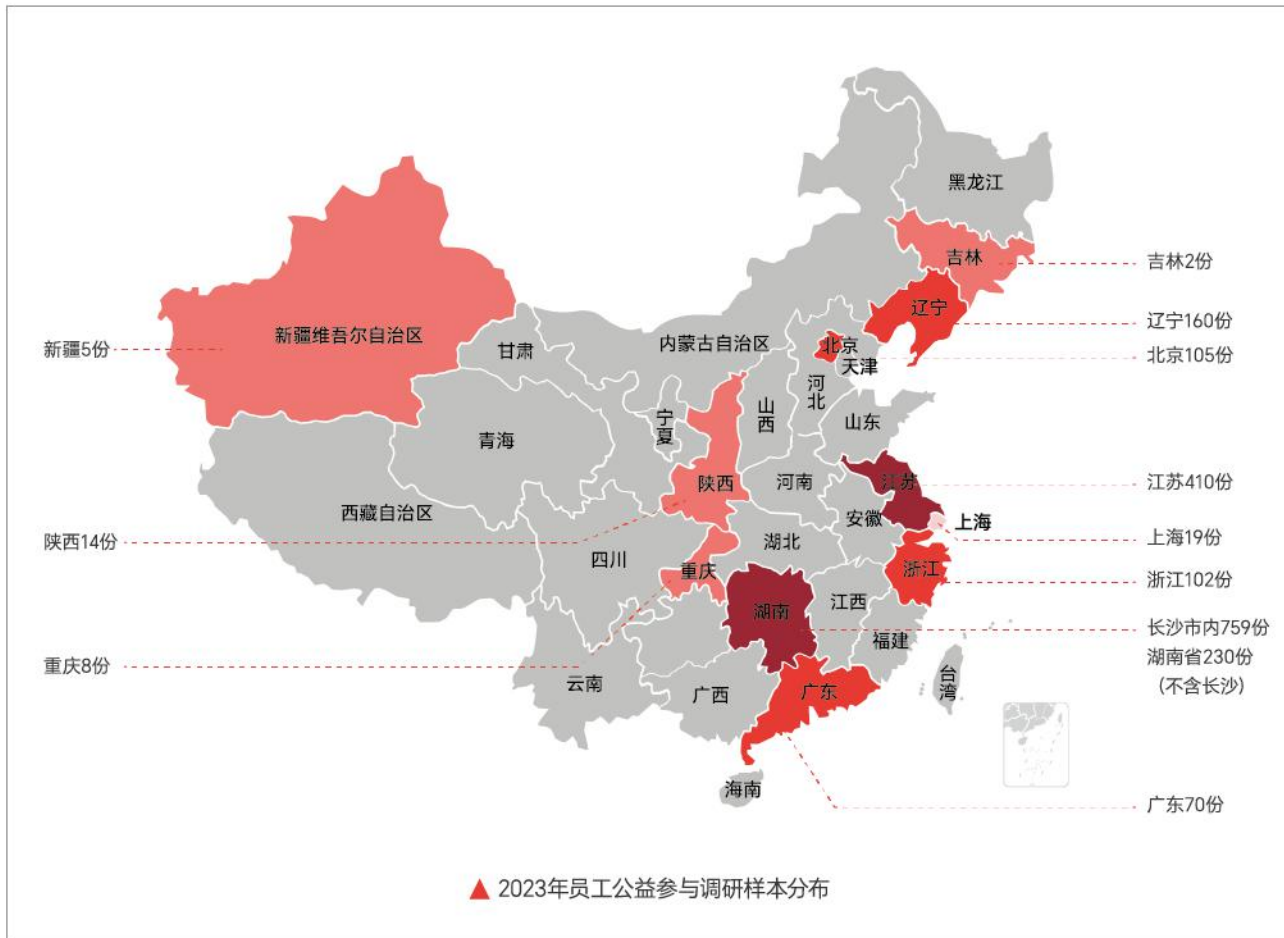 黑龙江
吉林
吉林2份
辽宁
辽宁160份
新疆维吾尔自治区
新疆5份
甘肃
内蒙古自治区
北京
北京105份
天津
河北
山西
宁夏
山东
青海
陕西
河南
江苏
江苏410份
西藏自治区
安徽
上海
陕西14份
四川
湖北
上海19份
重庆
浙江
浙江102份
湖南
江西
长沙市内759份
福建
湖南省230份
重庆8份
云南
广西
广东
台湾
(不含长沙)
海南
广东70份
▲ 2023年员工公益参与调研样本分布